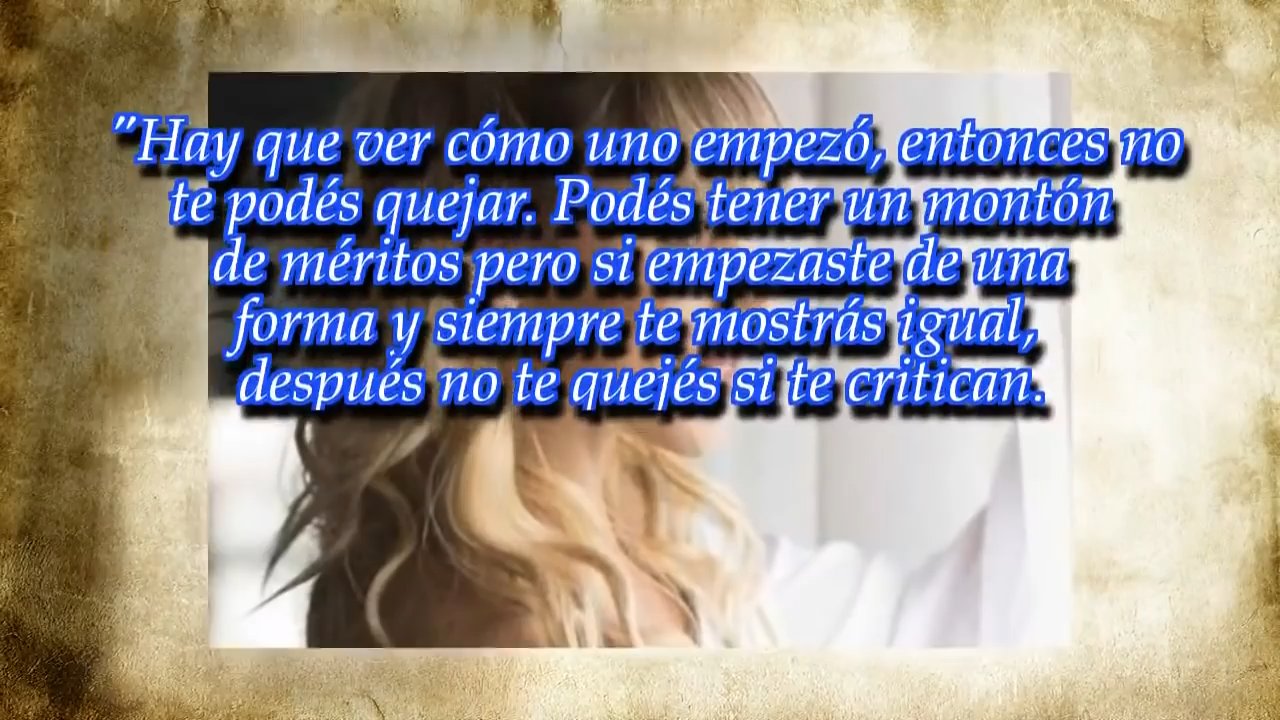 "Hay que ver cómo uno empezó, entonces no
te podés quejar. Podés tener un montón
de méritos pero si empezaste de una
forma y siempre te mostrás igual,
después no te quejés si te critican.